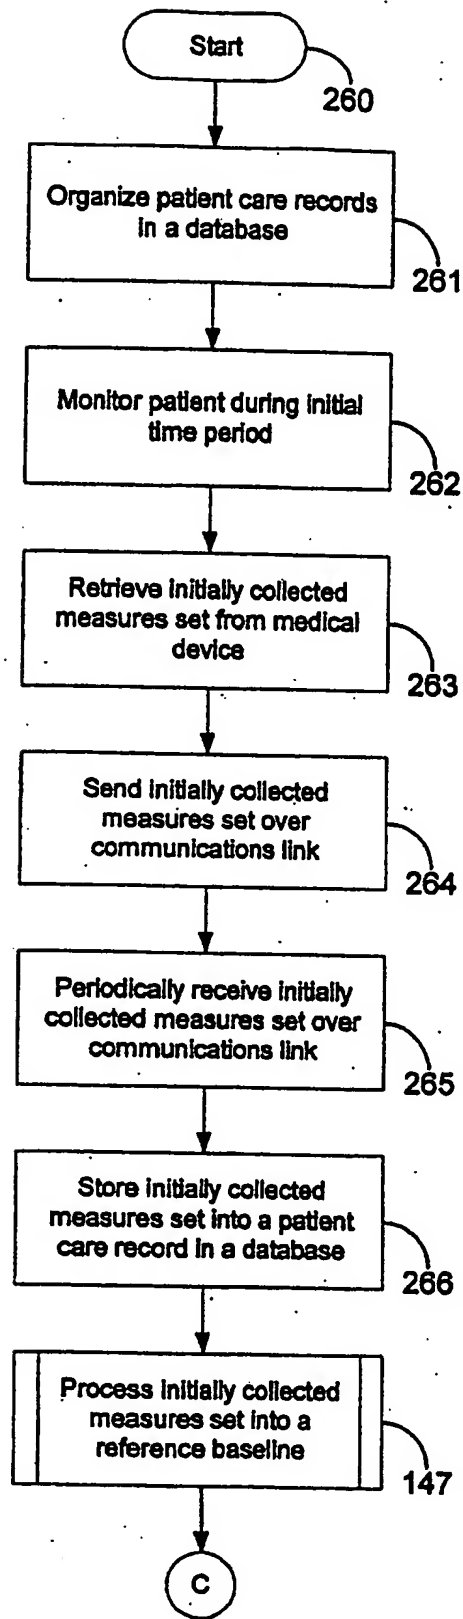 Start
260
Organize patient care records
in a database
261
Monitor patient during initial
time period
262
Retrieve initially collected
measures set from medical
device
263
Send initially collected
measures set over
communications link
264
Periodically receive initially
collected measures set over
communications link
265
Store initially collected
measures set into a patient
care record in a database
266
Process initially collected
measures set into a
reference baseline
147
C